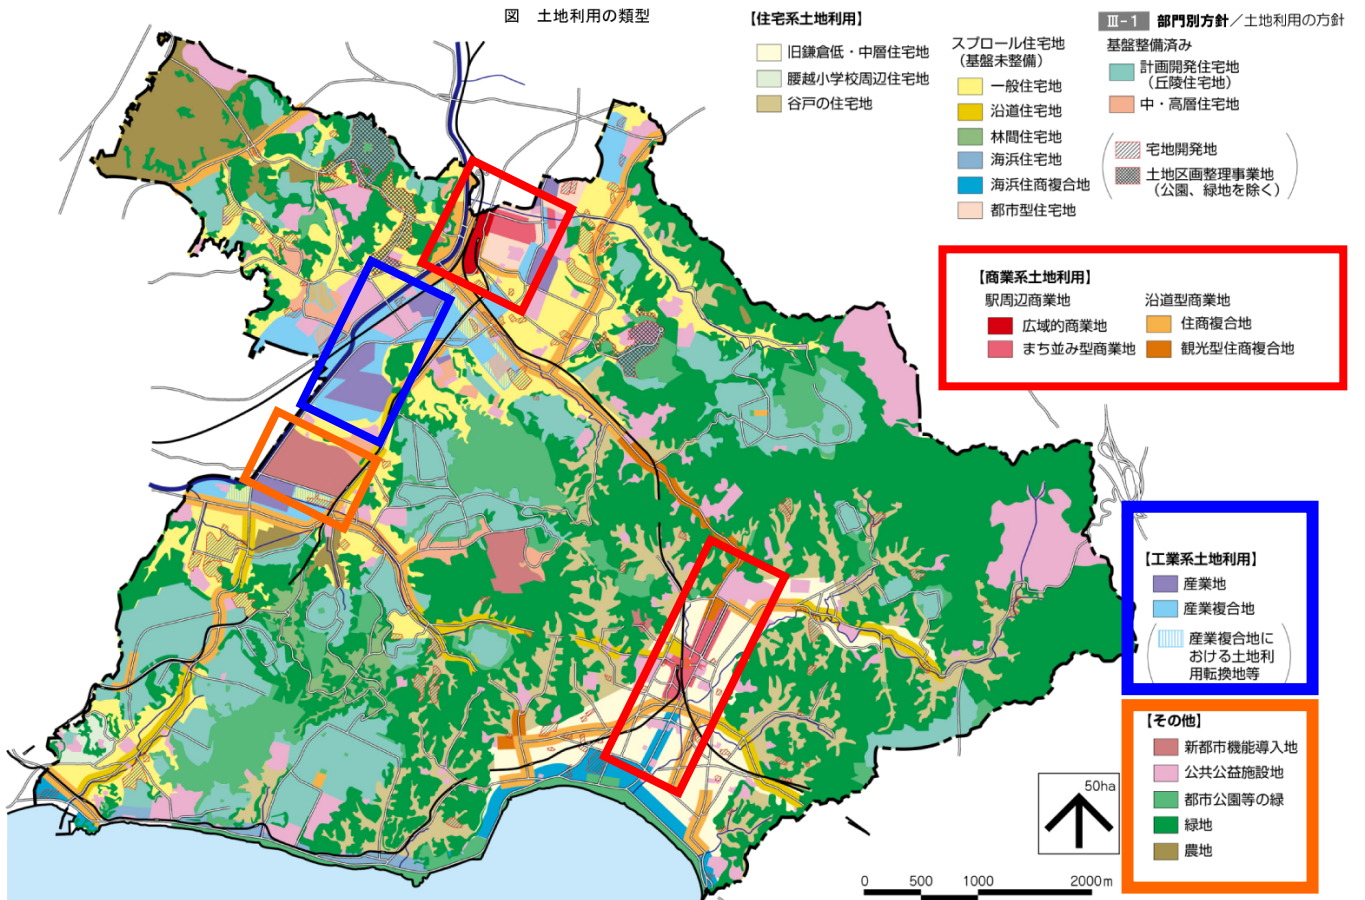 図　土地利用の類型
Ⅲ-1 部門別方針／土地利用の方針
【住宅系土地利用】
旧鎌倉低・中層住宅地
腰越小学校周辺住宅地
谷戸の住宅地
スプロール住宅地
（基盤未整備）
一般住宅地
沿道住宅地
林間住宅地
海浜住宅地
海浜住商複合地
都市型住宅地
基盤整備済み
計画開発住宅地
（丘陵住宅地）
中・高層住宅地
宅地開発地
土地区画整理事業地
（公園、緑地を除く）
【商業系土地利用】
駅周辺商業地
広域的商業地
まち並み型商業地
沿道型商業地
住商複合地
観光型住商複合地
【工業系土地利用】
産業地
産業複合地
産業複合地に
おける土地利
用転換地等
【その他】
新都市機能導入地
公共公益施設地
都市公園等の緑
緑地
農地
50ha
0 500 1000 2000m